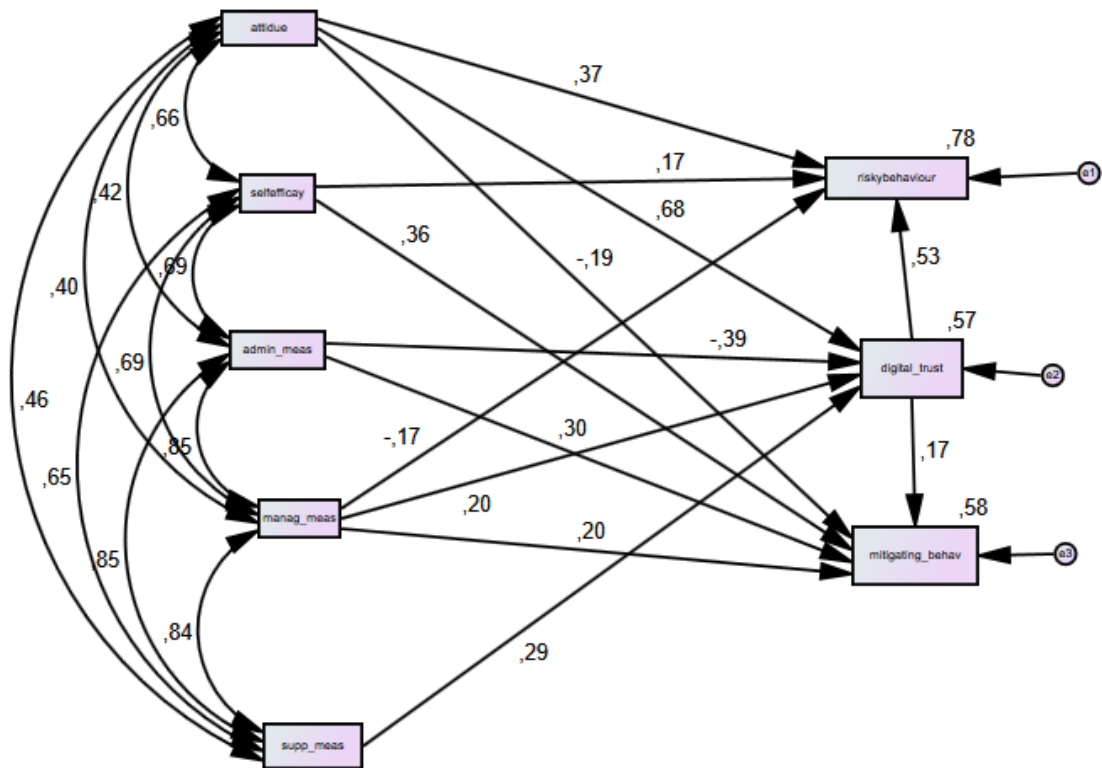 attidue
,37
,66
,78
riskybehaviour
e1
selfefficay
,17
,42
,68
,36
-,19
,69
,53
,40
,57
admin_meas
-,39
digital_trust
e2
,69
,46
-,17
,30
,85
,17
,65
,20
,58
manag_meas
,20
mitigating_behav
e3
,85
,84
,29
supp_meas